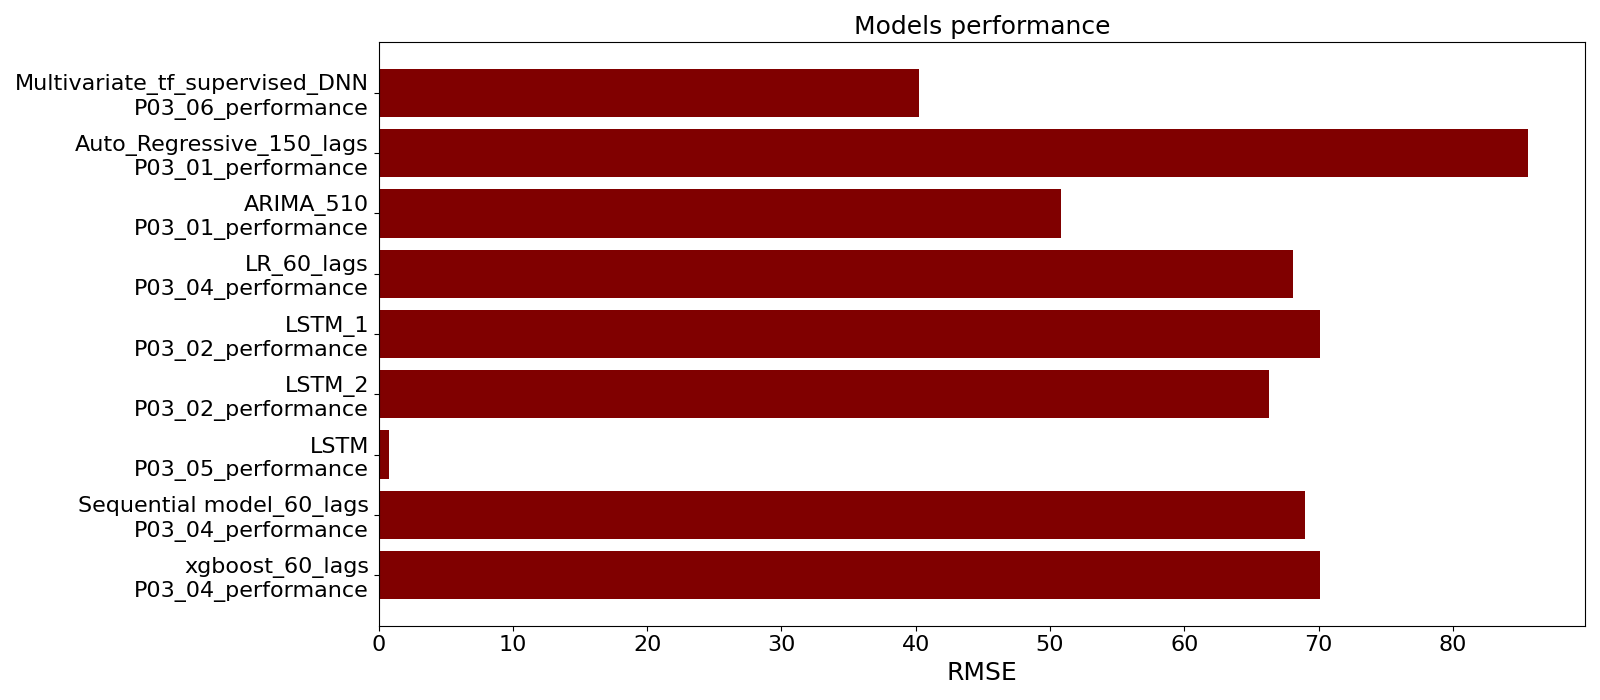 Models performance
Multivariate_tf_supervised_DNN
P03_06_performance
Auto_Regressive_150_lags
P03_01_performance
ARIMA_510
P03_01_performance
LR_60_lags
P03_04_performance
LSTM_1
P03_02_performance
LSTM_2
P03_02_performance
LSTM
P03_05_performance
Sequential model_60_lags
P03_04_performance
xgboost_60_lags
P03_04_performance
0 10 20 30 40 50 60 70 80
RMSE